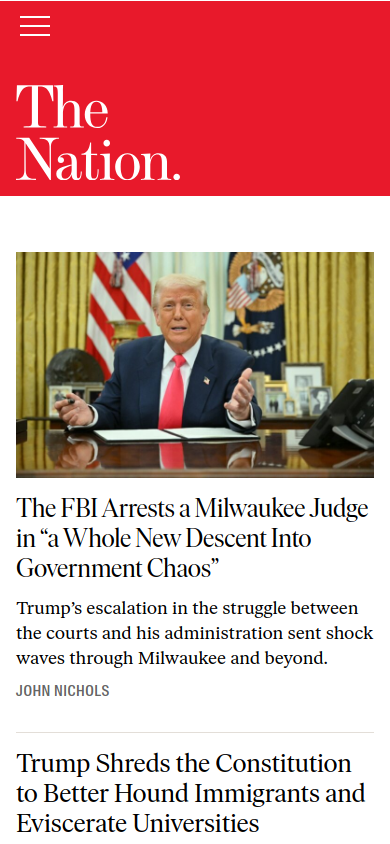 The
Nation.
The FBI Arrests a Milwaukee Judge
in “a Whole New Descent Into
Government Chaos”
Trump’s escalation in the struggle between
the courts and his administration sent shock
waves through Milwaukee and beyond.
JOHN NICHOLS
Trump Shreds the Constitution
to Better Hound Immigrants and
Eviscerate Universities